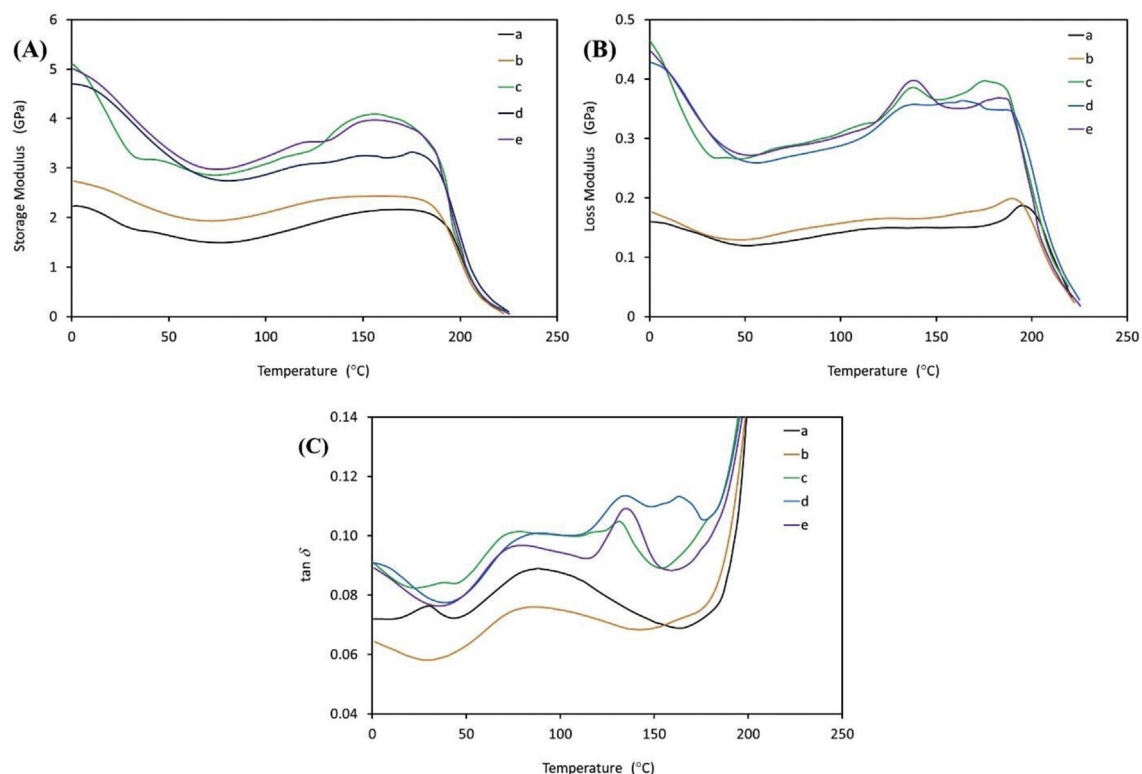 (A)
Storage Modulus (GPa)
6
5
4
3
2
1
0
0 50 100 150 200 250
Temperature (°C)
a
b
c
d
e
(B)
Loss Modulus (GPa)
0.5
0.4
0.3
0.2
0.1
0
0 50 100 150 200 250
Temperature (°C)
a
b
c
d
e
(C)
tan δ
0.14
0.12
0.10
0.08
0.06
0.04
0 50 100 150 200 250
Temperature (°C)
a
b
c
d
e